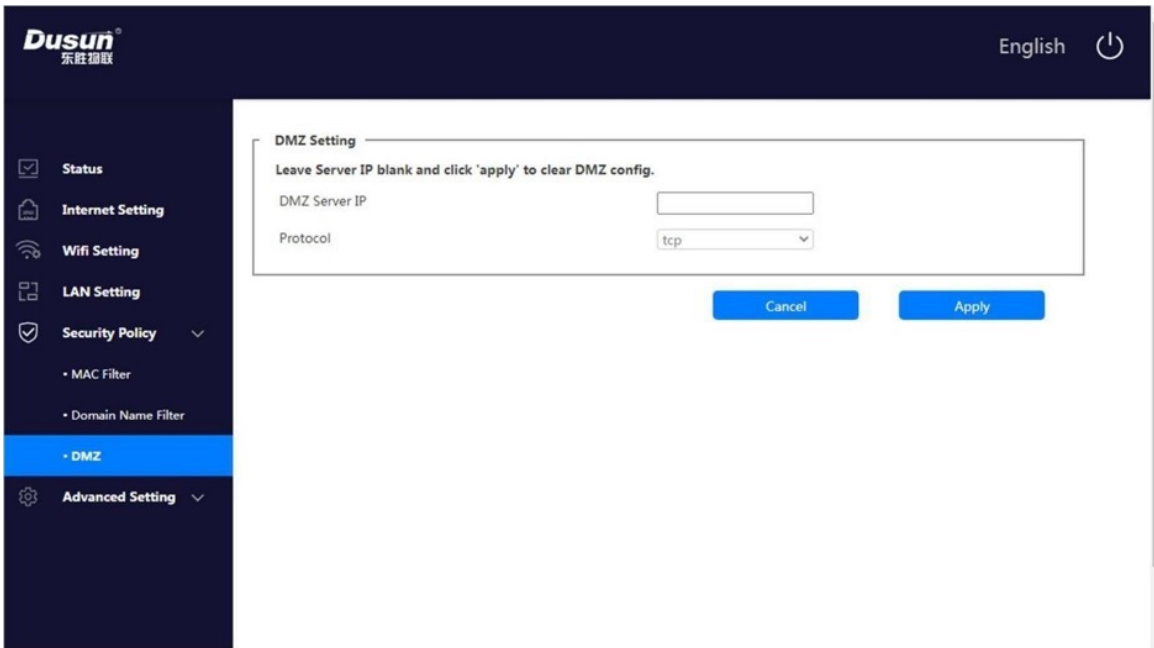 Dusun®
东胜物联
English
Status
Internet Setting
Wifi Setting
LAN Setting
Security Policy
• MAC Filter
• Domain Name Filter
• DMZ
Advanced Setting
DMZ Setting
Leave Server IP blank and click 'apply' to clear DMZ config.
DMZ Server IP
Protocol
tcp
Cancel
Apply